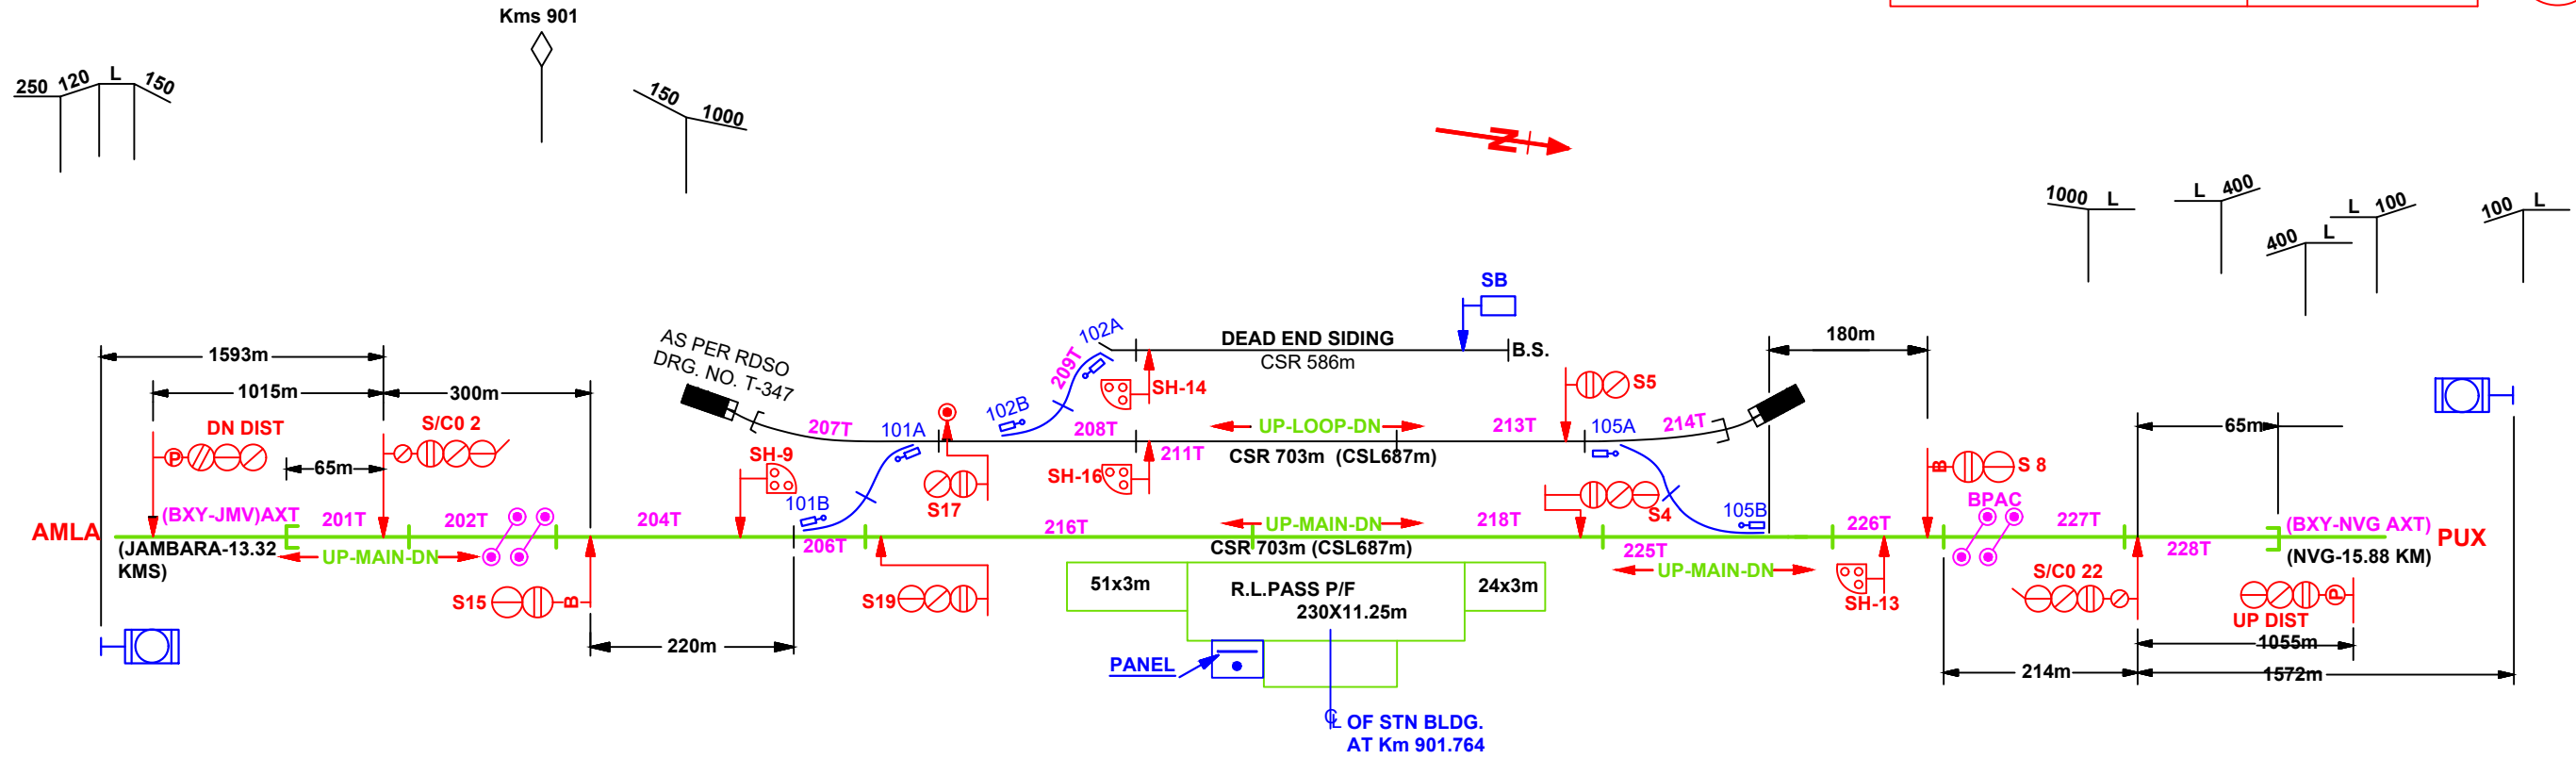 Kms 901
250 120 L 150
150 1000
N
1000 L
L 400
400 L
L 100
100 L
SB
AS PER RDSO
DRG. NO. T-347
102A
DEAD END SIDING
CSR 586m
B.S.
180m
1593m
1015m
300m
209T
SH-14
S5
DN DIST
P
S/C0 2
207T
101A
102B
208T
UP-LOOP-DN
213T
105A
214T
65m
CSR 703m (CSL687m)
211T
65m
SH-9
SH-16
S17
S4
B
S 8
BPAC
AMLA
(BXY-JMV)AXT
201T
202T
204T
101B
206T
216T
UP-MAIN-DN
218T
105B
225T
226T
227T
228T
(BXY-NVG AXT)
PUX
(JAMBARA-13.32
KMS)
UP-MAIN-DN
CSR 703m (CSL687m)
UP-MAIN-DN
(NVG-15.88 KM)
S15
B
S19
51x3m
R.L.PASS P/F
230X11.25m
24x3m
SH-13
S/C0 22
P
UP DIST
220m
PANEL
1055m
214m
1572m
℄ OF STN BLDG.
AT Km 901.764